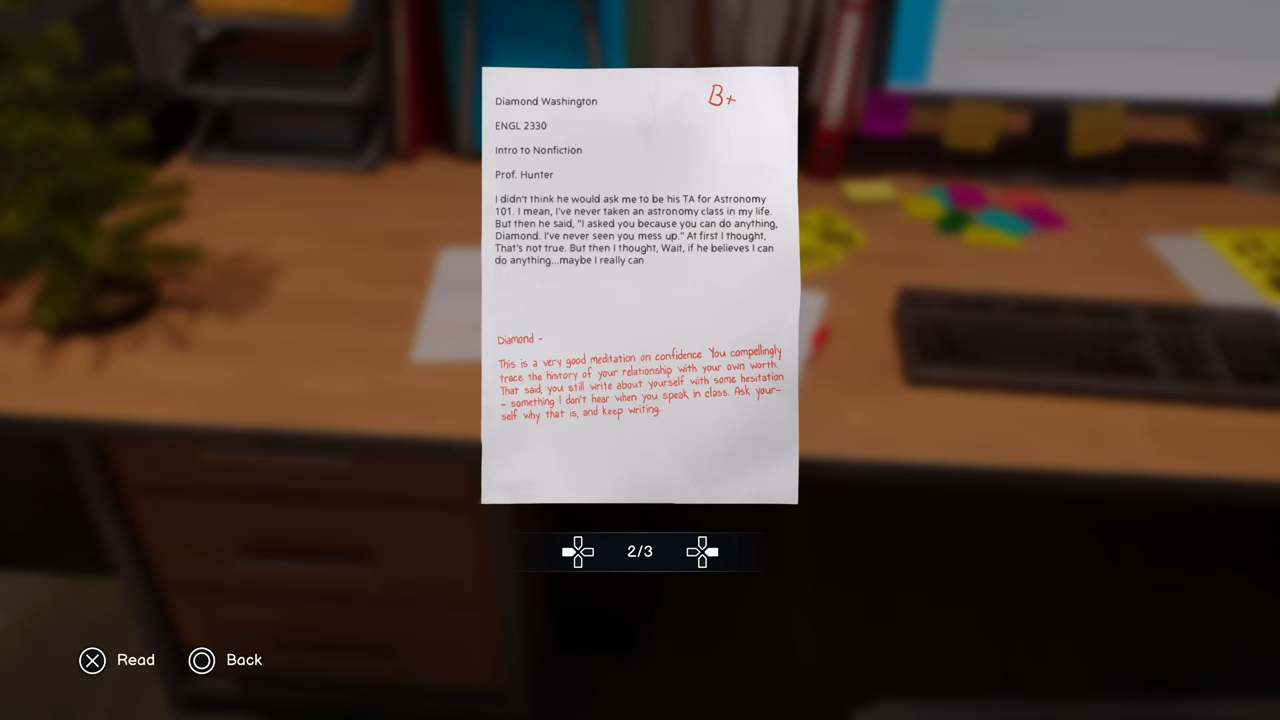 B+
Diamond Washington
ENGL 2330
Intro to Nonfiction
Prof. Hunter
I didn't think he would ask me to be his TA for Astronomy
101. I mean, I've never taken an astronomy class in my life.
But then he said, "I asked you because you can do anything,
Diamond. I've never seen you mess up." At first I thought,
That's not true. But then I thought, Wait, if he believes I can
do anything...maybe I really can.
Diamond -
This is a very good meditation on confidence. You compellingly
trace the history of your relationship with your own worth.
That said, you still write about yourself with some hesitation
- something I don't hear when you speak in class. Ask your-
self why that is, and keep writing.
2/3
Read
Back